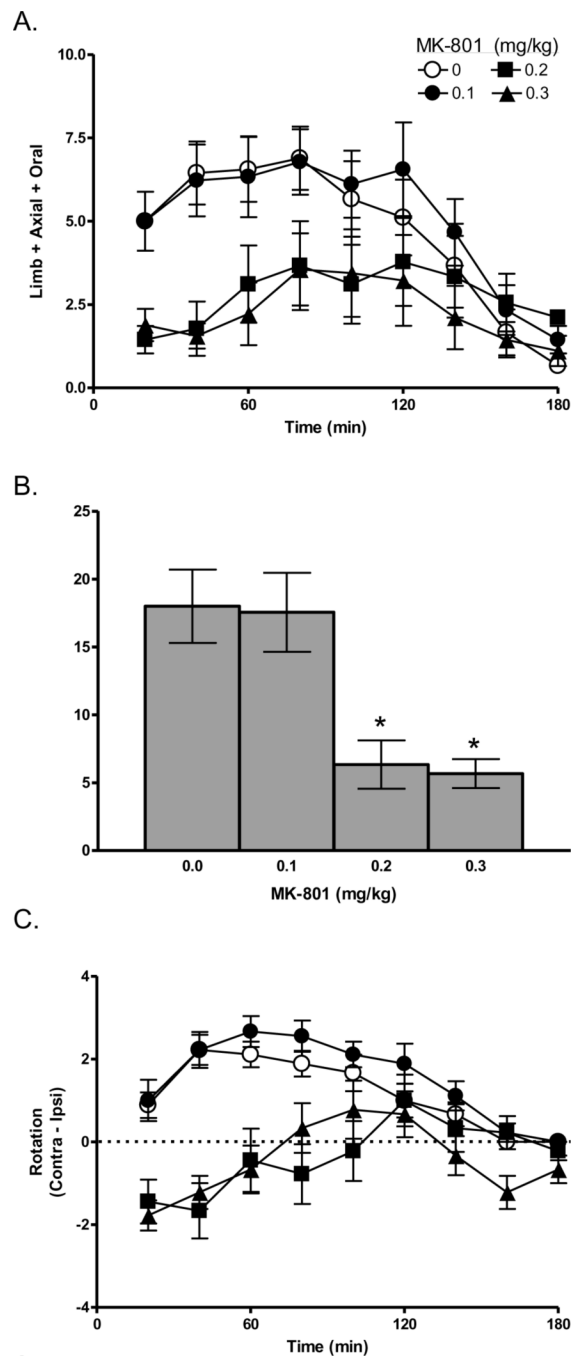 A.
MK-801 (mg/kg)
0 0.2
0.1 0.3
10.0
7.5
5.0
2.5
0.0
Limb + Axial + Oral
0 60 120 180
Time (min)
B.
25
20
15
10
5
0
* *
0.0 0.1 0.2 0.3
MK-801 (mg/kg)
C.
4
2
0
-2
-4
Rotation
(Contra - Ipsi)
0 60 120 180
Time (min)